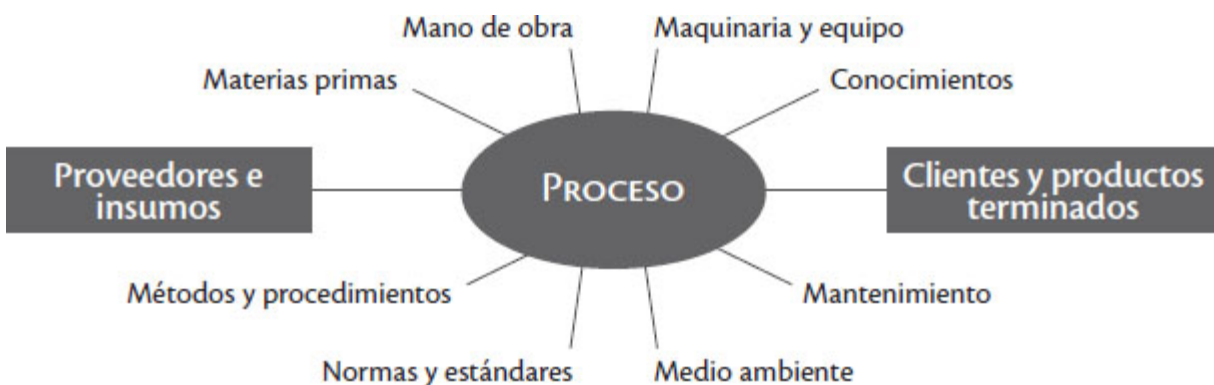 Mano de obra
Maquinaria y equipo
Materias primas
Conocimientos
Proveedores e
insumos
PROCESO
Clientes y productos
terminados
Métodos y procedimientos
Mantenimiento
Normas y estándares
Medio ambiente